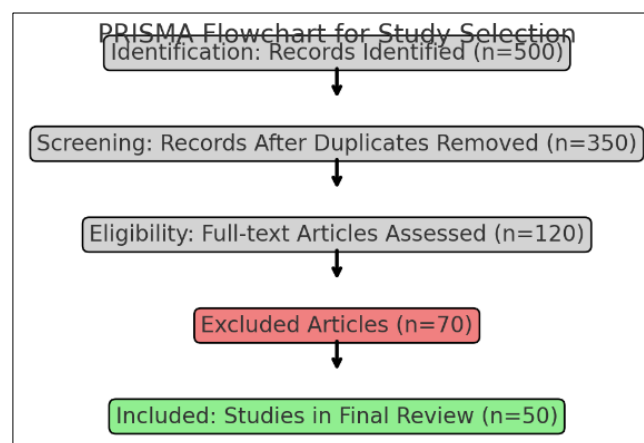 PRISMA Flowchart for Study Selection
Identification: Records Identified (n=500)
Screening: Records After Duplicates Removed (n=350)
Eligibility: Full-text Articles Assessed (n=120)
Excluded Articles (n=70)
Included: Studies in Final Review (n=50)